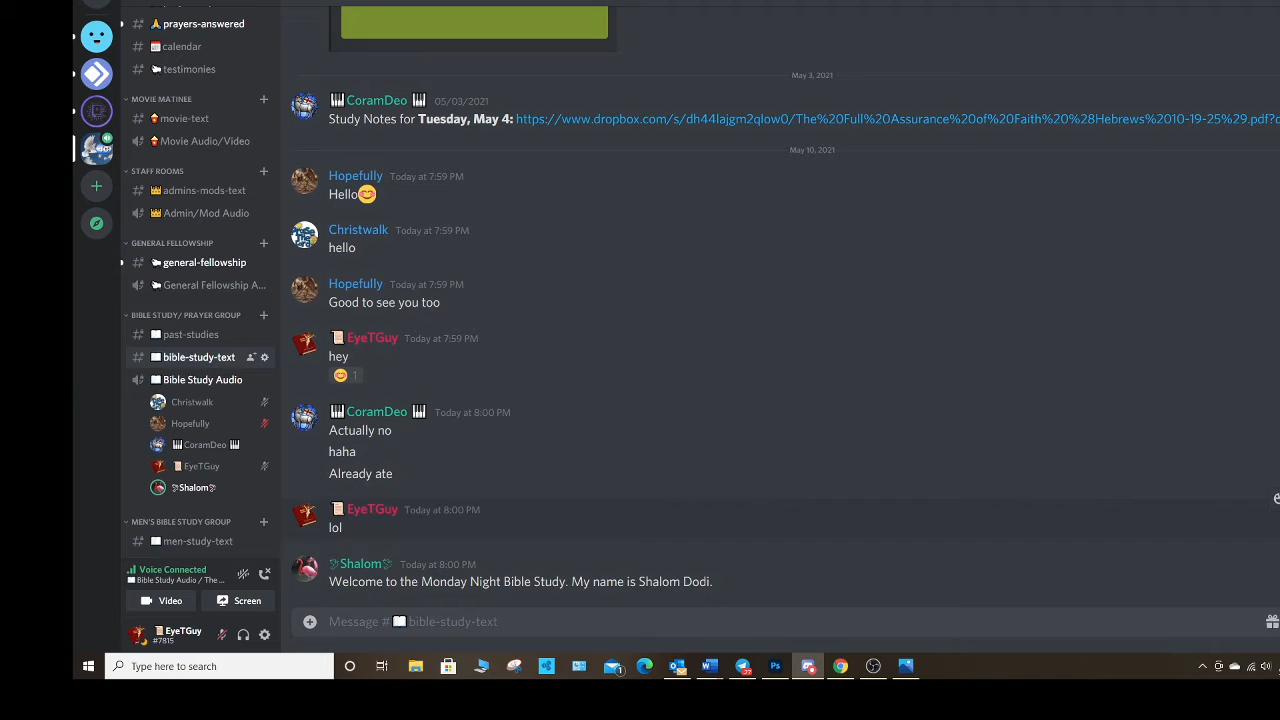 prayers-answered
calendar
testimonies
MOVIE MATINEE
movie-text
Movie Audio/Video
STAFF ROOMS
admins-mods-text
Admin/Mod Audio
GENERAL FELLOWSHIP
general-fellowship
General Fellowship A...
BIBLE STUDY/ PRAYER GROUP
past-studies
bible-study-text
Bible Study Audio
Christwalk
Hopefully
CoramDeo
EyeTGuy
Shalom
MEN'S BIBLE STUDY GROUP
men-study-text
Voice Connected
Bible Study Audio / The ...
Video
Screen
EyeTGuy
#7815
May 3, 2021
CoramDeo 05/03/2021
Study Notes for Tuesday, May 4: https://www.dropbox.com/s/dh44lajgm2qlow0/The%20Full%20Assurance%20of%20Faith%20%28Hebrews%2010-19-25%29.pdf?
May 10, 2021
Hopefully Today at 7:59 PM
Hello
Christwalk Today at 7:59 PM
hello
Hopefully Today at 7:59 PM
Good to see you too
EyeTGuy Today at 7:59 PM
hey
1
CoramDeo Today at 8:00 PM
Actually no
haha
Already ate
EyeTGuy Today at 8:00 PM
lol
Shalom Today at 8:00 PM
Welcome to the Monday Night Bible Study. My name is Shalom Dodi.
Message # bible-study-text
Type here to search